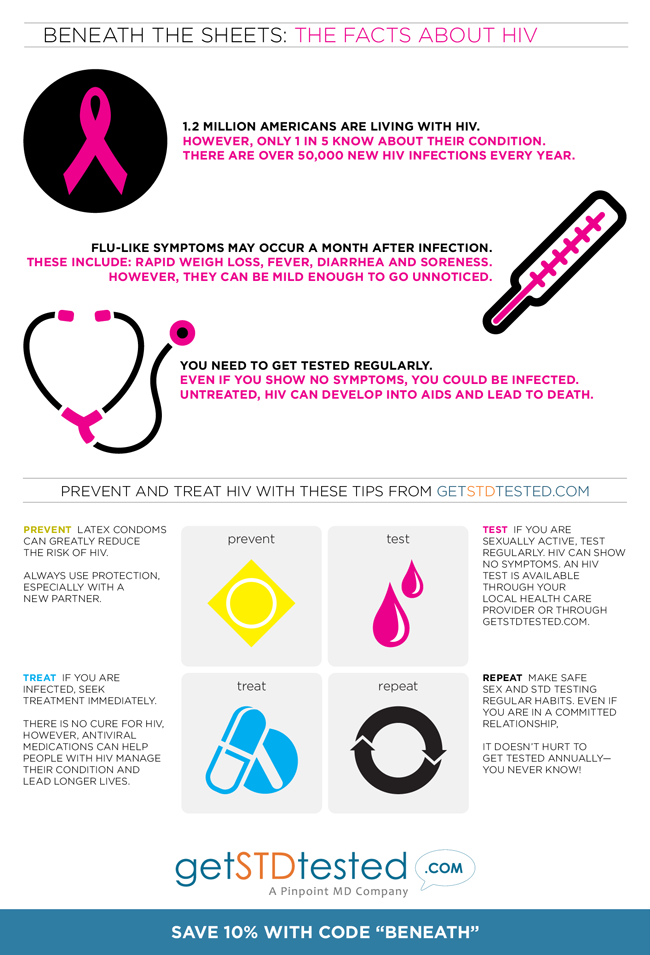 BENEATH THE SHEETS: THE FACTS ABOUT HIV
1.2 MILLION AMERICANS ARE LIVING WITH HIV.
HOWEVER, ONLY 1 IN 5 KNOW ABOUT THEIR CONDITION.
THERE ARE OVER 50,000 NEW HIV INFECTIONS EVERY YEAR.
FLU-LIKE SYMPTOMS MAY OCCUR A MONTH AFTER INFECTION.
THESE INCLUDE: RAPID WEIGH LOSS, FEVER, DIARRHEA AND SORENESS.
HOWEVER, THEY CAN BE MILD ENOUGH TO GO UNNOTICED.
YOU NEED TO GET TESTED REGULARLY.
EVEN IF YOU SHOW NO SYMPTOMS, YOU COULD BE INFECTED.
UNTREATED, HIV CAN DEVELOP INTO AIDS AND LEAD TO DEATH.
PREVENT AND TREAT HIV WITH THESE TIPS FROM GETSTDTESTED.COM
PREVENT LATEX CONDOMS
CAN GREATLY REDUCE
THE RISK OF HIV.
ALWAYS USE PROTECTION,
ESPECIALLY WITH A
NEW PARTNER.
prevent
test
TEST IF YOU ARE
SEXUALLY ACTIVE, TEST
REGULARLY. HIV CAN SHOW
NO SYMPTOMS. AN HIV
TEST IS AVAILABLE
THROUGH YOUR
LOCAL HEALTH CARE
PROVIDER OR THROUGH
GETSTDTESTED.COM.
TREAT IF YOU ARE
INFECTED, SEEK
TREATMENT IMMEDIATELY.
THERE IS NO CURE FOR HIV,
HOWEVER, ANTIVIRAL
MEDICATIONS CAN HELP
PEOPLE WITH HIV MANAGE
THEIR CONDITION AND
LEAD LONGER LIVES.
treat
repeat
REPEAT MAKE SAFE
SEX AND STD TESTING
REGULAR HABITS. EVEN IF
YOU ARE IN A COMMITTED
RELATIONSHIP,
IT DOESN'T HURT TO
GET TESTED ANNUALLY—
YOU NEVER KNOW!
getSTDtested .COM
A Pinpoint MD Company
SAVE 10% WITH CODE “BENEATH”